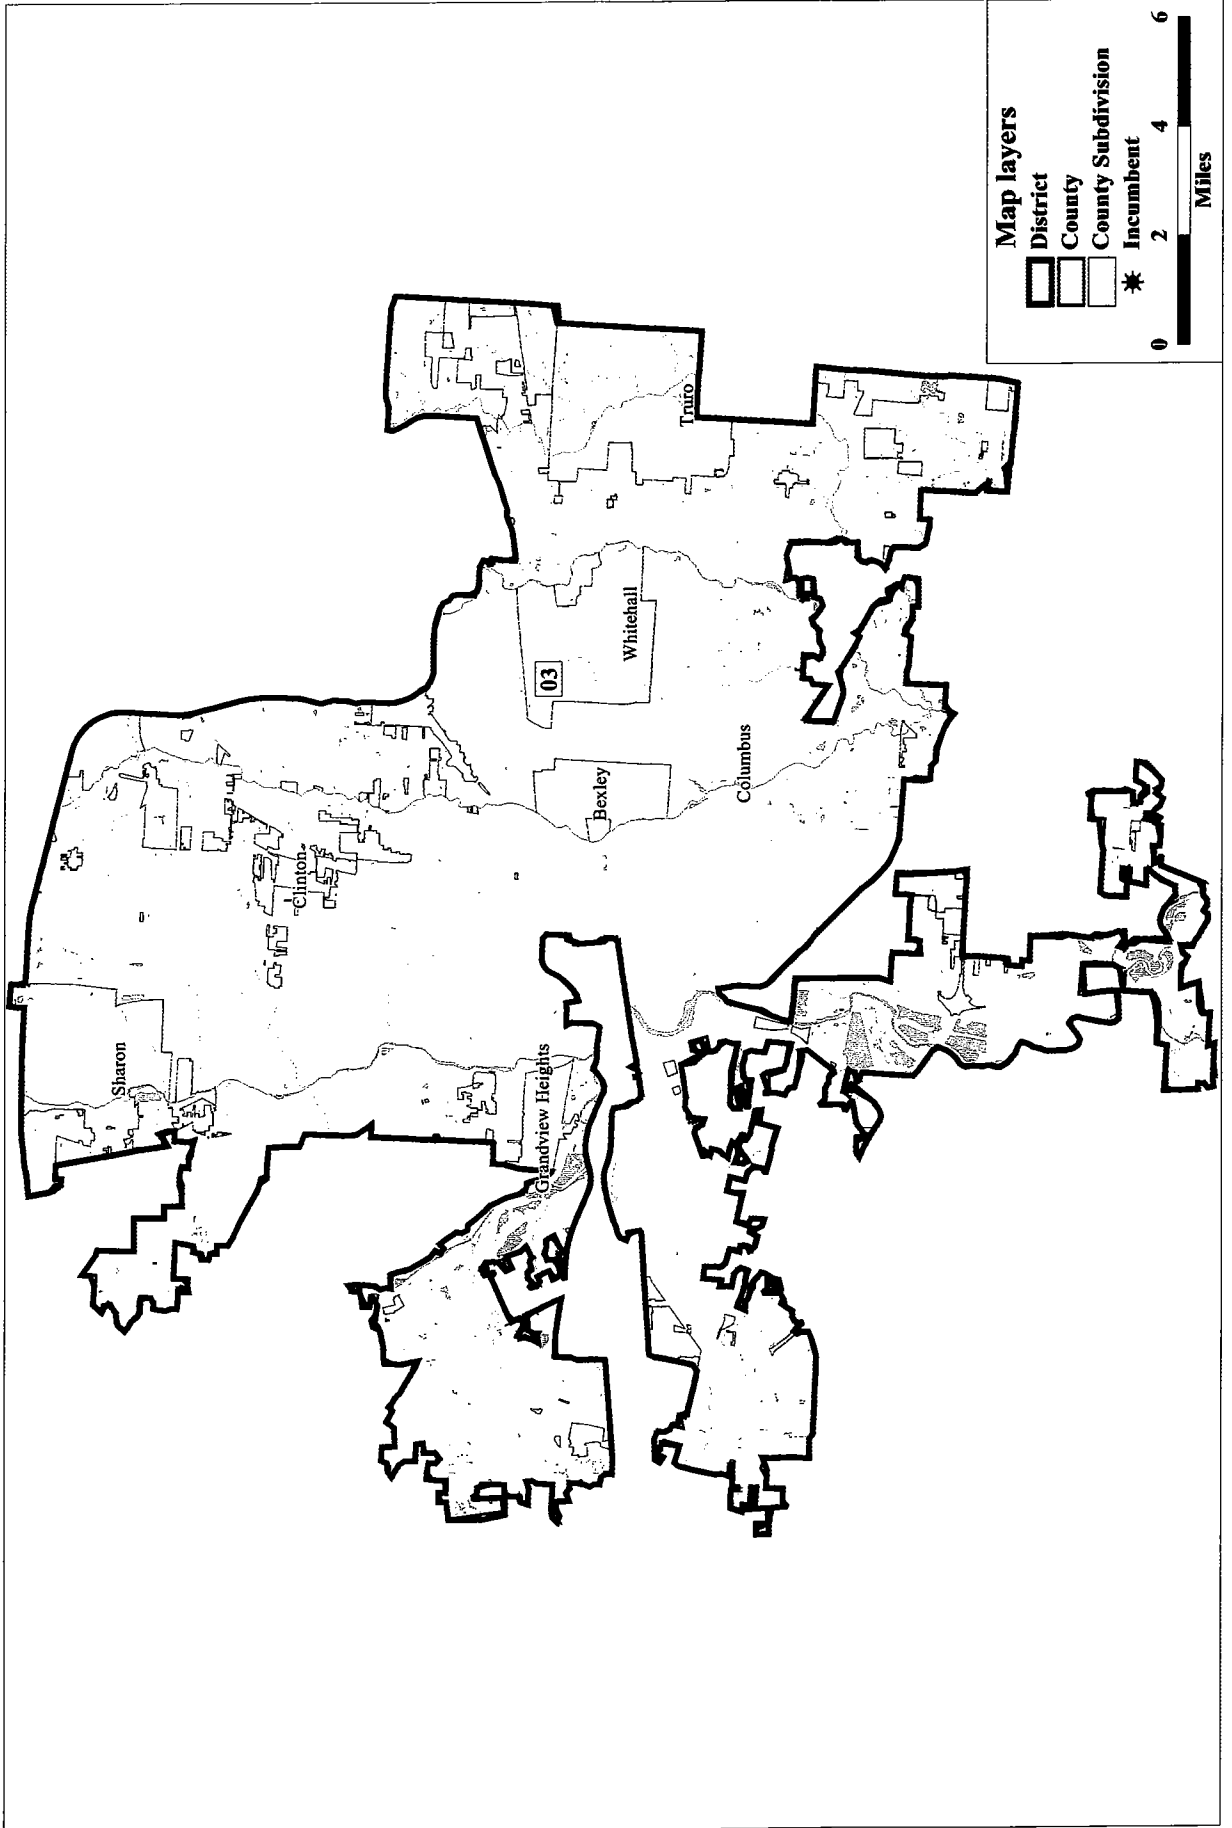 Sharon
Clinton
Grandview Heights
Bexley
03
Whitehall
Truro
Columbus
Map layers
District
County
County Subdivision
Incumbent
0 2 4 6
Miles